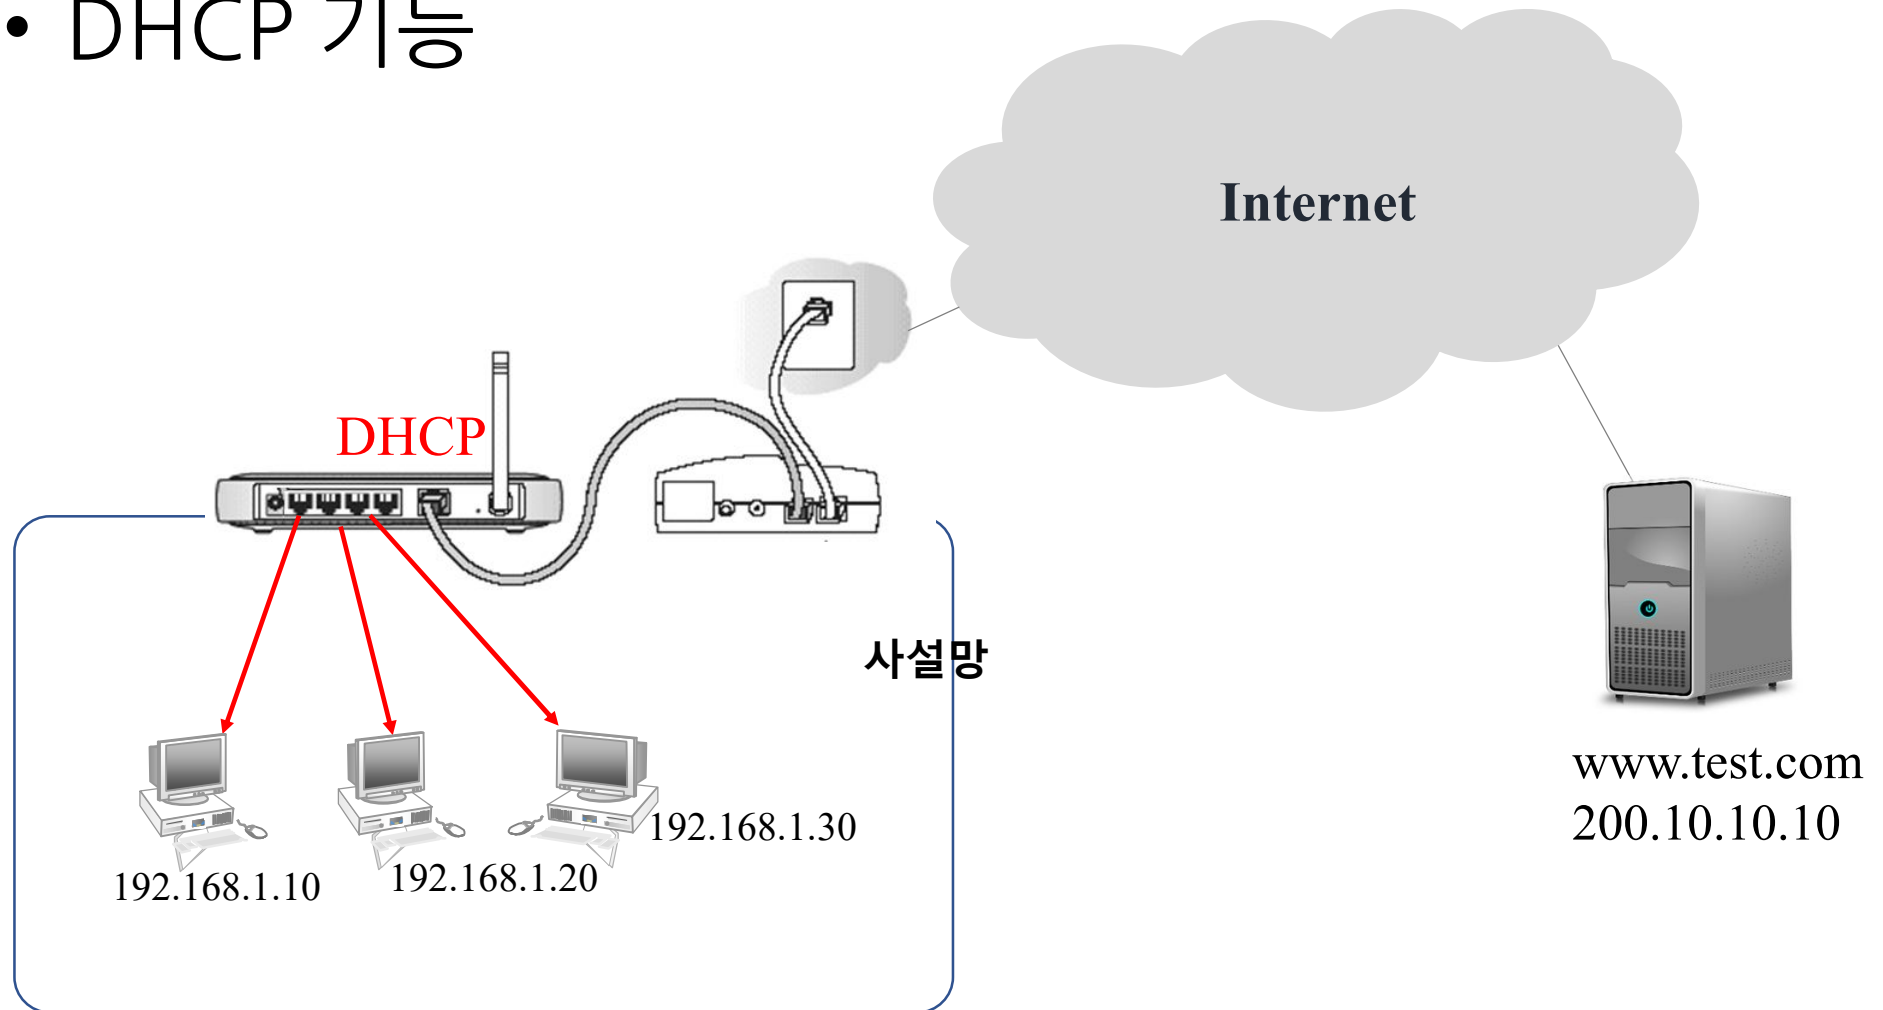 • DHCP 기능
Internet
DHCP
사설망
192.168.1.10
192.168.1.20
192.168.1.30
www.test.com
200.10.10.10